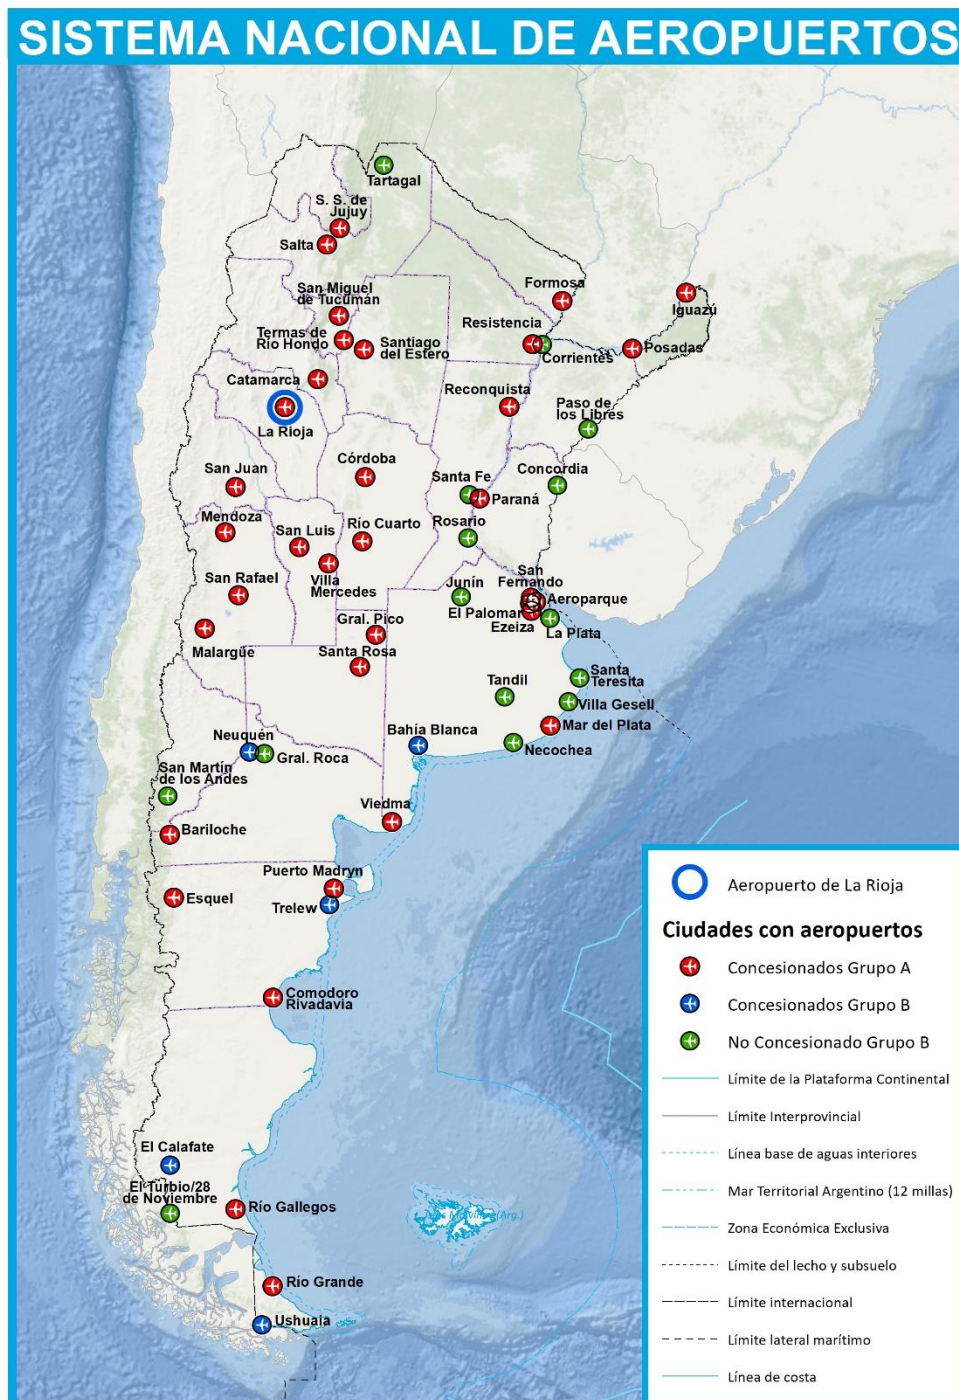 SISTEMA NACIONAL DE AEROPUERTOS
Tartagal
S. S. de
Jujuy
Salta
San Miguel
de Tucumán
Formosa
Iguazú
Termas de
Río Hondo
Santiago
del Estero
Resistencia
Corrientes
Posadas
Catamarca
La Rioja
Reconquista
Paso de
los Libres
San Juan
Córdoba
Santa Fe
Paraná
Concordia
Mendoza
San Luis
Río Cuarto
Rosario
Villa
Mercedes
San Rafael
Junín
San
Fernando
Aeroparque
El Palomar
Ezeiza
La Plata
Malargüe
Gral. Pico
Santa Rosa
Tandil
Santa
Teresita
Villa Gesell
Mar del Plata
Necochea
Bahía Blanca
Neuquén
Gral. Roca
San Martín
de los Andes
Bariloche
Viedma
Puerto Madryn
Esquel
Trelew
Comodoro
Rivadavia
El Calafate
El Turbio/28
de Noviembre
Río Gallegos
Río Grande
Ushuaia
Aeropuerto de La Rioja
Ciudades con aeropuertos
Concesionados Grupo A
Concesionados Grupo B
No Concesionado Grupo B
Límite de la Plataforma Continental
Límite Interprovincial
Línea base de aguas interiores
Mar Territorial Argentino (12 millas)
Zona Económica Exclusiva
Límite del lecho y subsuelo
Límite internacional
Límite lateral marítimo
Línea de costa